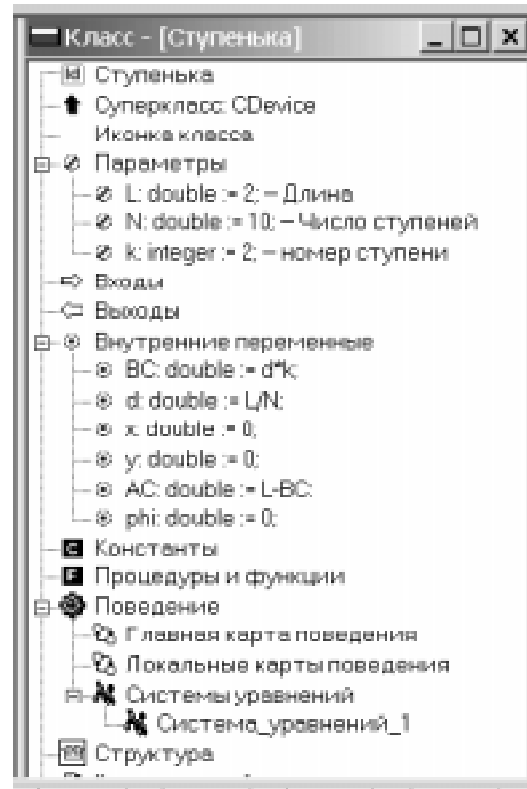 Класс - [Ступенька]
Ступенька
Суперкласс: CDevice
Иконка класса
Параметры
L: double := 2; – Длина
N: double := 10; – Число ступеней
k: integer := 2; – номер ступени
Входы
Выходы
Внутренние переменные
BC: double := d*k;
d: double := L/N;
x: double := 0;
y: double := 0;
AC: double := L-BC;
phi: double := 0;
C Константы
F Процедуры и функции
Поведение
Главная карта поведения
Локальные карты поведения
Системы уравнений
Система_уравнений_1
Структура